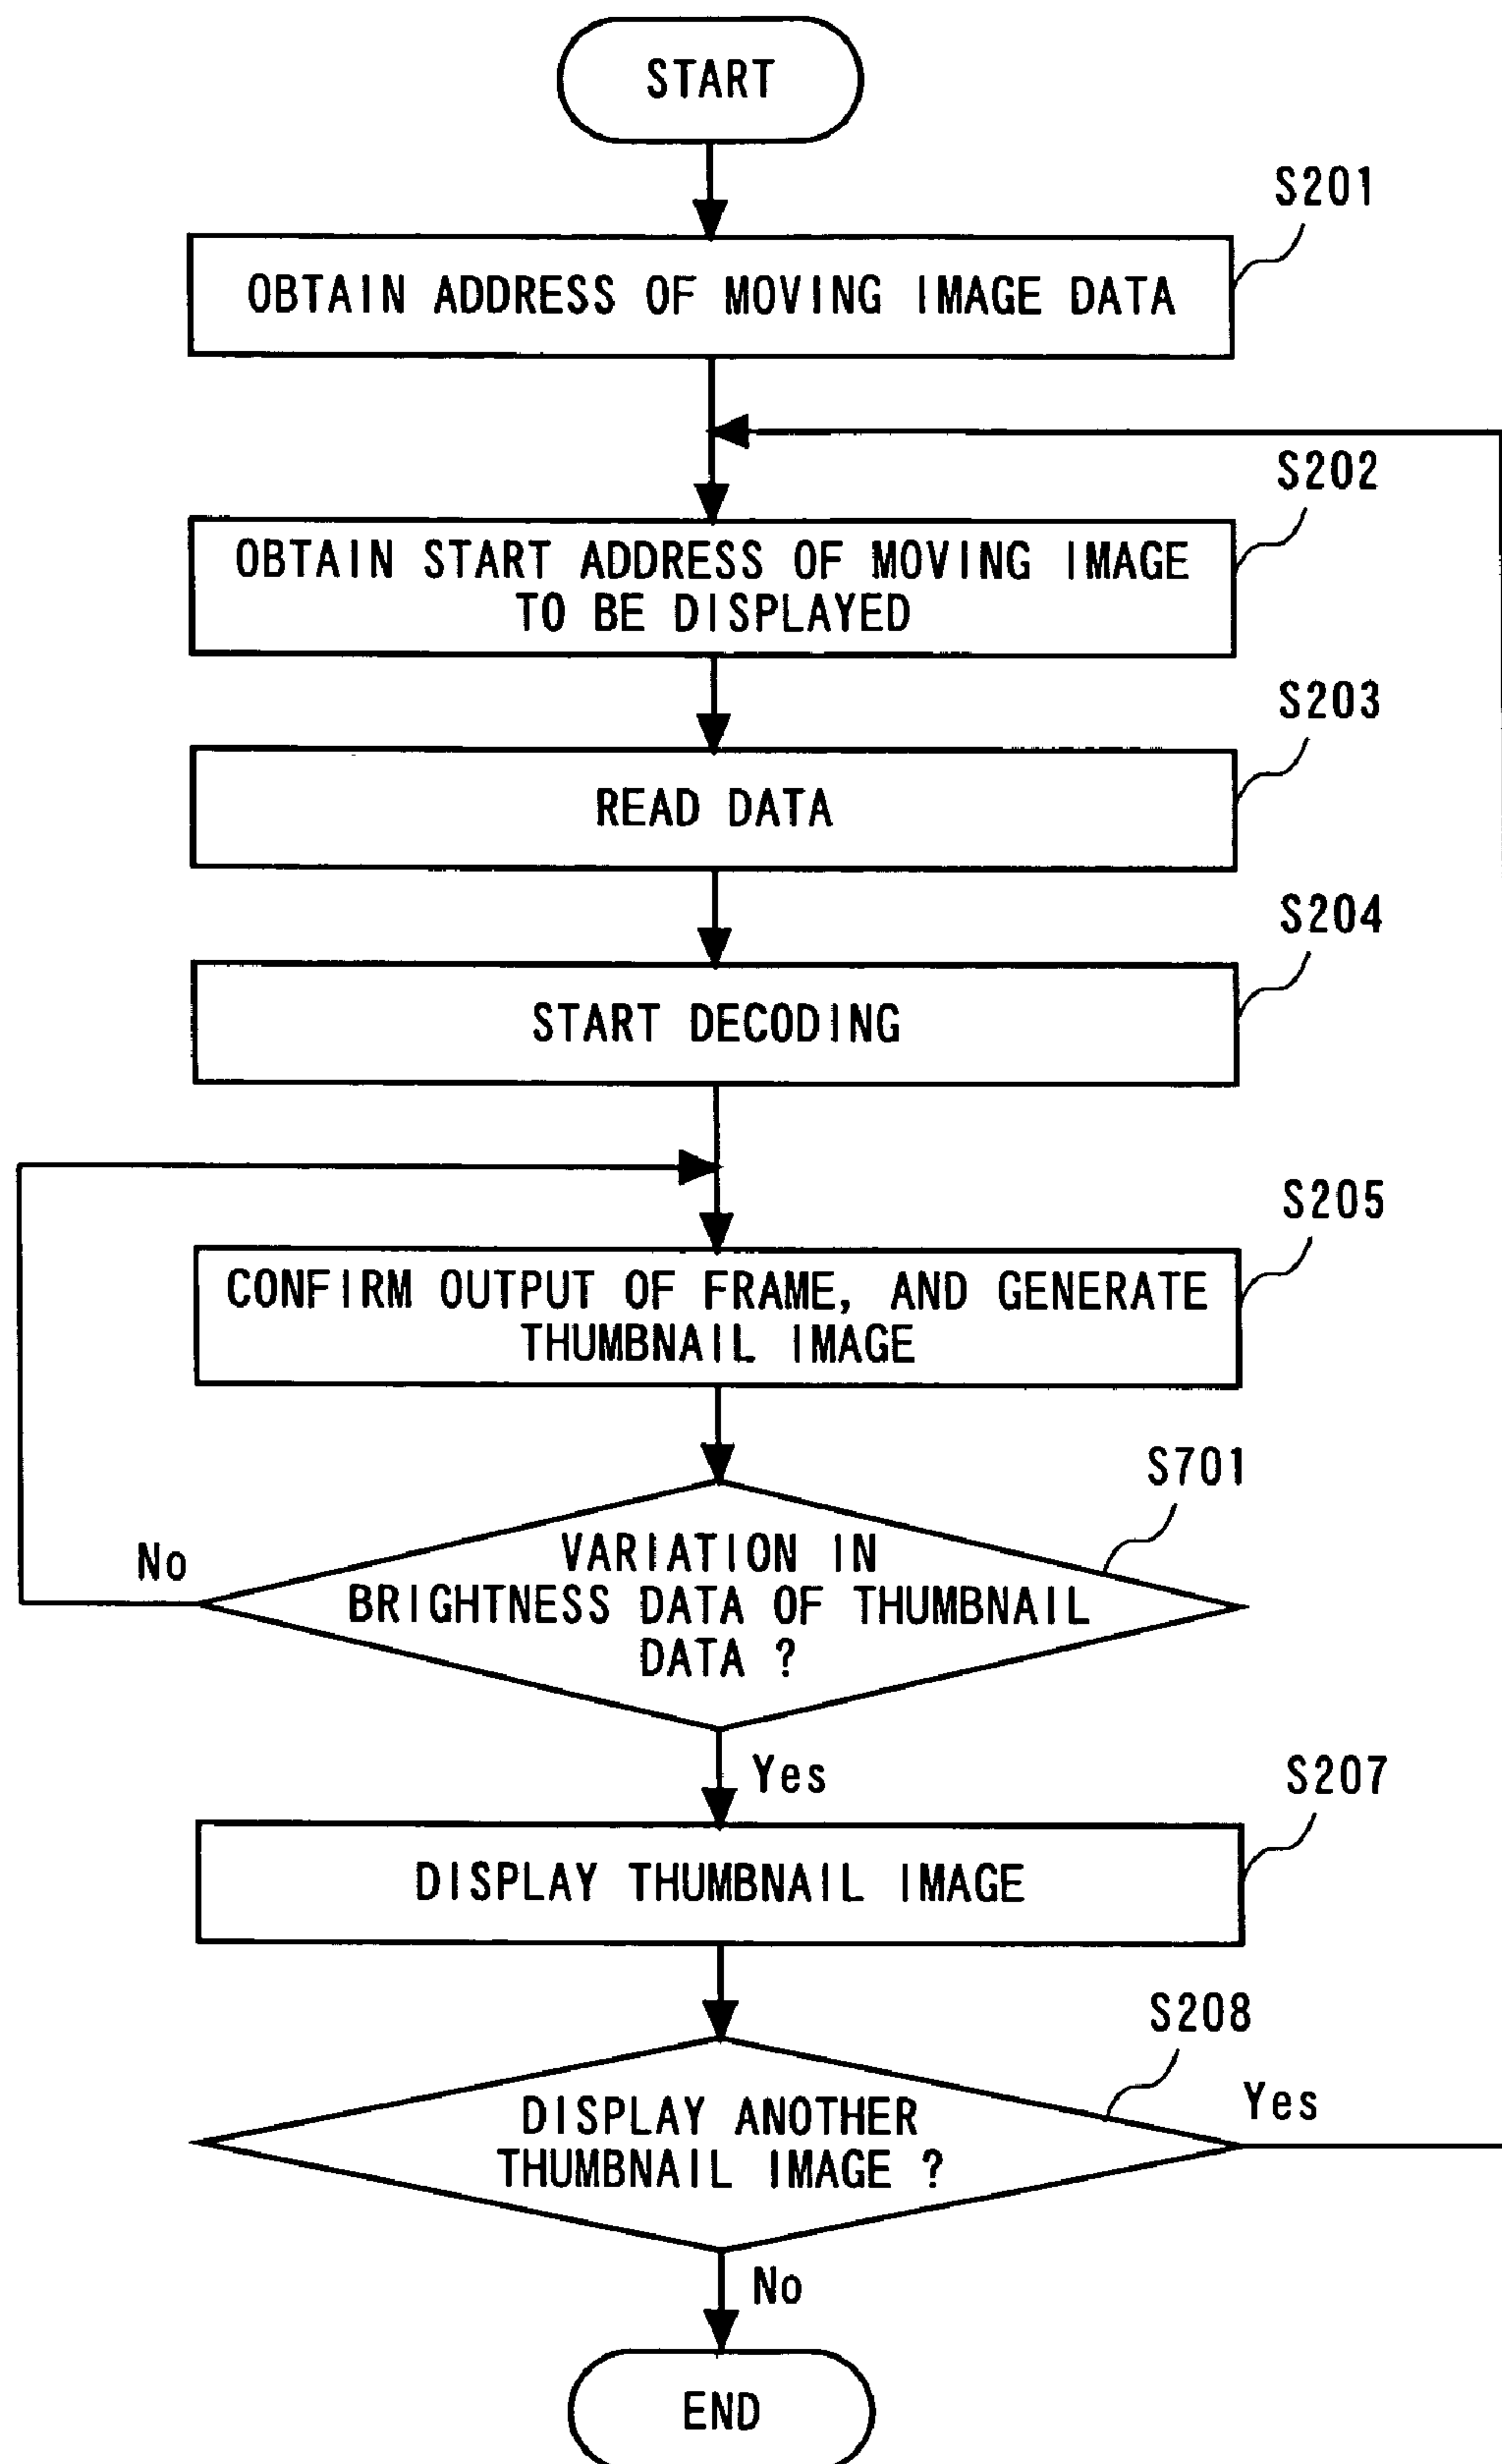 START
S201
OBTAIN ADDRESS OF MOVING IMAGE DATA
S202
OBTAIN START ADDRESS OF MOVING IMAGE
TO BE DISPLAYED
S203
READ DATA
S204
START DECODING
S205
CONFIRM OUTPUT OF FRAME, AND GENERATE
THUMBNAIL IMAGE
S701
VARIATION IN
BRIGHTNESS DATA OF THUMBNAIL
DATA ?
No
Yes
S207
DISPLAY THUMBNAIL IMAGE
S208
DISPLAY ANOTHER
THUMBNAIL IMAGE ?
Yes
No
END